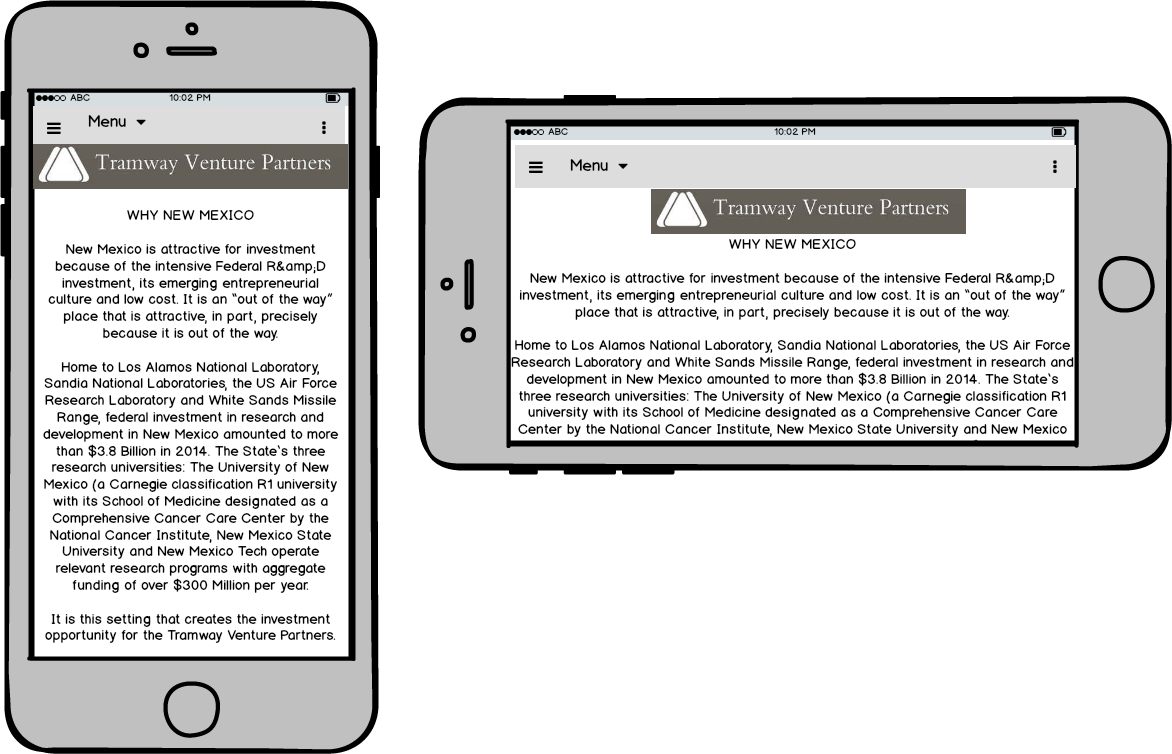 ABC 10:02 PM
Menu
Tramway Venture Partners
WHY NEW MEXICO
New Mexico is attractive for investment
because of the intensive Federal R&amp;D
investment, its emerging entrepreneurial
culture and low cost. It is an “out of the way”
place that is attractive, in part, precisely
because it is out of the way.
Home to Los Alamos National Laboratory,
Sandia National Laboratories, the US Air Force
Research Laboratory and White Sands Missile
Range, federal investment in research and
development in New Mexico amounted to more
than $3.8 Billion in 2014. The State`s three
research universities: The University of New
Mexico (a Carnegie classification R1 university
with its School of Medicine designated as a
Comprehensive Cancer Care Center by the
National Cancer Institute, New Mexico State
University and New Mexico Tech operate
relevant research programs with aggregate
funding of over $300 Million per year.
It is this setting that creates the investment
opportunity for the Tramway Venture Partners.
ABC 10:02 PM
Menu
Tramway Venture Partners
WHY NEW MEXICO
New Mexico is attractive for investment because of the intensive Federal R&amp;D
investment, its emerging entrepreneurial culture and low cost. It is an “out of the way”
place that is attractive, in part, precisely because it is out of the way.
Home to Los Alamos National Laboratory, Sandia National Laboratories, the US Air Force
Research Laboratory and White Sands Missile Range, federal investment in research and
development in New Mexico amounted to more than $3.8 Billion in 2014. The State`s
three research universities: The University of New Mexico (a Carnegie classification R1
university with its School of Medicine designated as a Comprehensive Cancer Care
Center by the National Cancer Institute, New Mexico State University and New Mexico